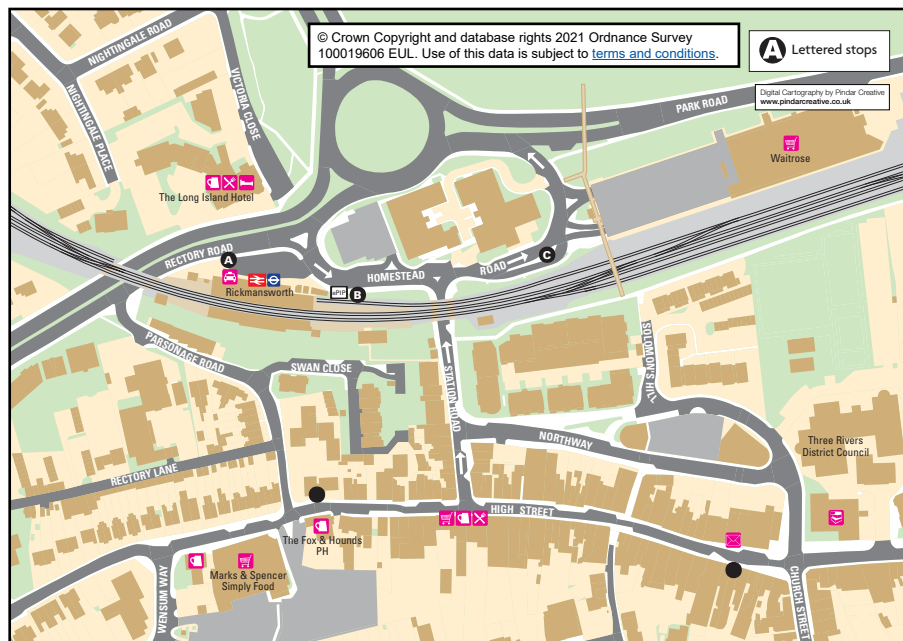 © Crown Copyright and database rights 2021 Ordnance Survey
100019606 EUL. Use of this data is subject to terms and conditions.
A Lettered stops
Digital Cartography by Pindar Creative
www.pindarcreative.co.uk
NIGHTINGALE ROAD
NIGHTINGALE PLACE
VICTORIA CLOSE
PARK ROAD
Waitrose
The Long Island Hotel
RECTORY ROAD
A
HOMESTEAD
ROAD
C
Rickmansworth
ePIP
B
PARSONAGE ROAD
SWAN CLOSE
STATION ROAD
SOLOMON'S HILL
NORTHWAY
Three Rivers
District Council
RECTORY LANE
HIGH STREET
The Fox & Hounds
PH
Marks & Spencer
Simply Food
WENSUM WAY
CHURCH STREET